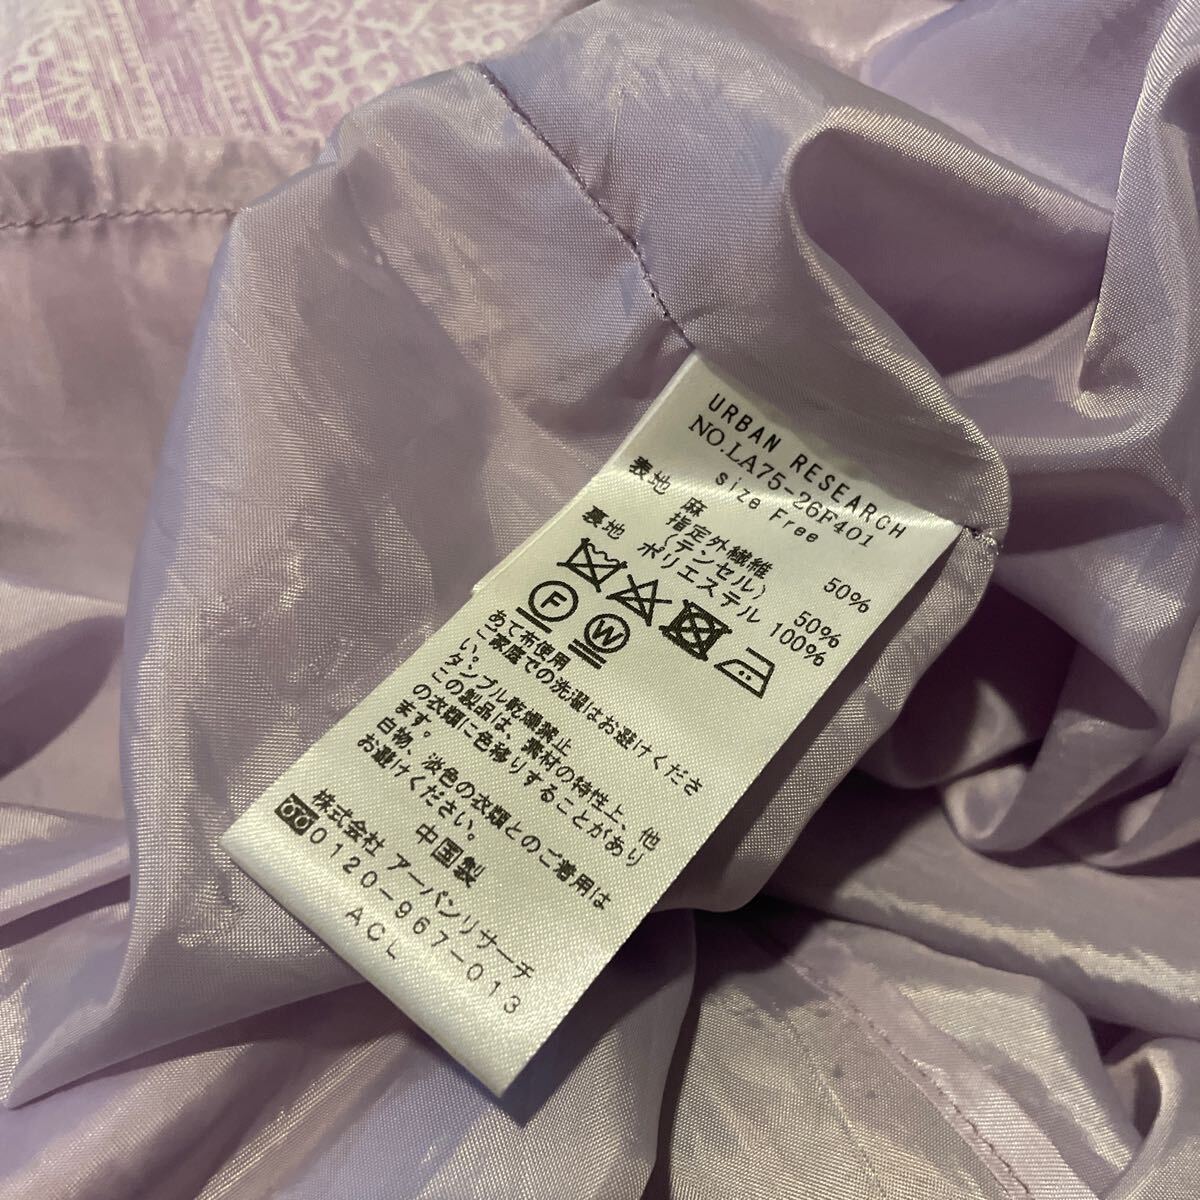 URBAN RESEARCH
NO.LA75-26F401
size Free
表地 麻 50%
指定外繊維
(テンセル) 50%
裏地 ポリエステル 100%
F W
あて布使用
ご家庭での洗濯はお避けくださ
い。
タンブル乾燥禁止
この製品は、素材の特性上、他
の衣類に色移りすることがあり
ます。
白物、淡色の衣類とのご着用は
お避けください。
中国製
株式会社 アーバンリサーチ
0120-967-013
ACL